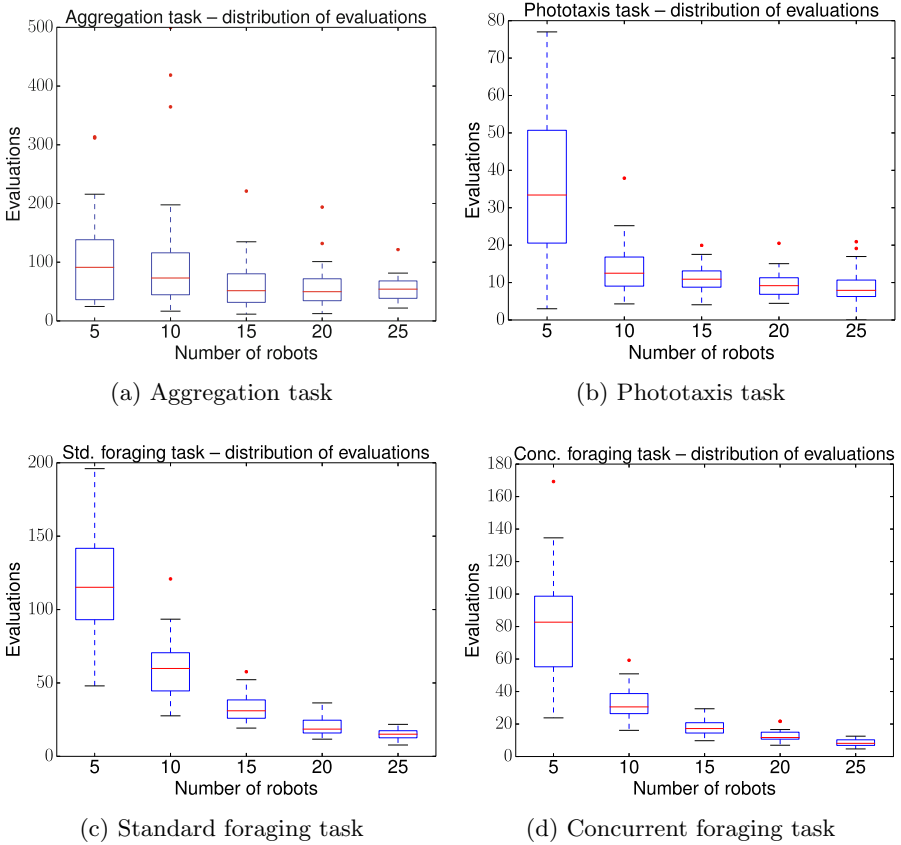 Aggregation task – distribution of evaluations
500
400
300
200
100
0
Evaluations
5 10 15 20 25
Number of robots
(a) Aggregation task
Phototaxis task – distribution of evaluations
80
70
60
50
40
30
20
10
0
Evaluations
5 10 15 20 25
Number of robots
(b) Phototaxis task
Std. foraging task – distribution of evaluations
200
150
100
50
0
Evaluations
5 10 15 20 25
Number of robots
(c) Standard foraging task
Conc. foraging task – distribution of evaluations
180
160
140
120
100
80
60
40
20
0
Evaluations
5 10 15 20 25
Number of robots
(d) Concurrent foraging task